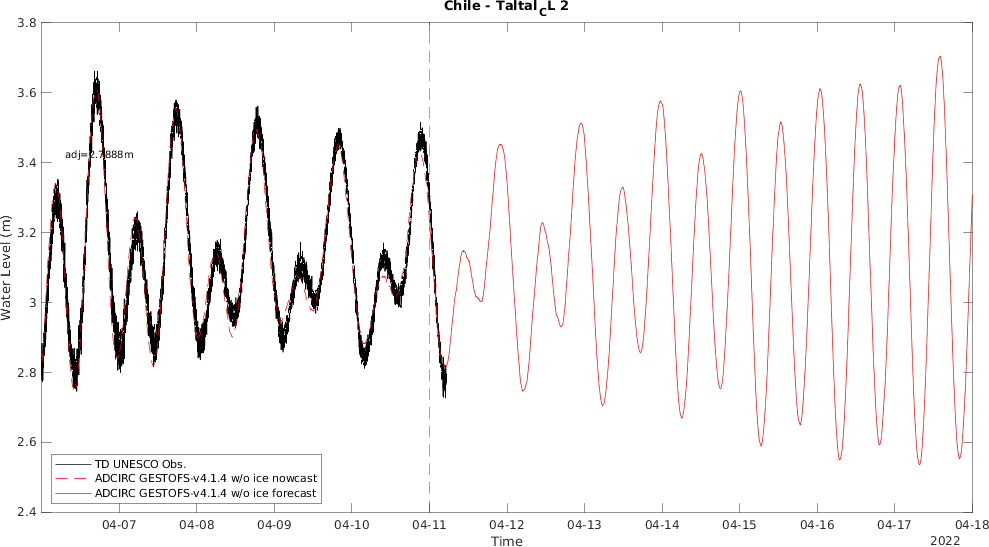 Chile - Taltal_CL 2
3.8
3.6
3.4
3.2
3
2.8
2.6
2.4
Water Level (m)
adj=2.7888m
TD UNESCO Obs.
ADCIRC GESTOFS-v4.1.4 w/o ice nowcast
ADCIRC GESTOFS-v4.1.4 w/o ice forecast
04-07 04-08 04-09 04-10 04-11 04-12 04-13 04-14 04-15 04-16 04-17 04-18
Time
2022